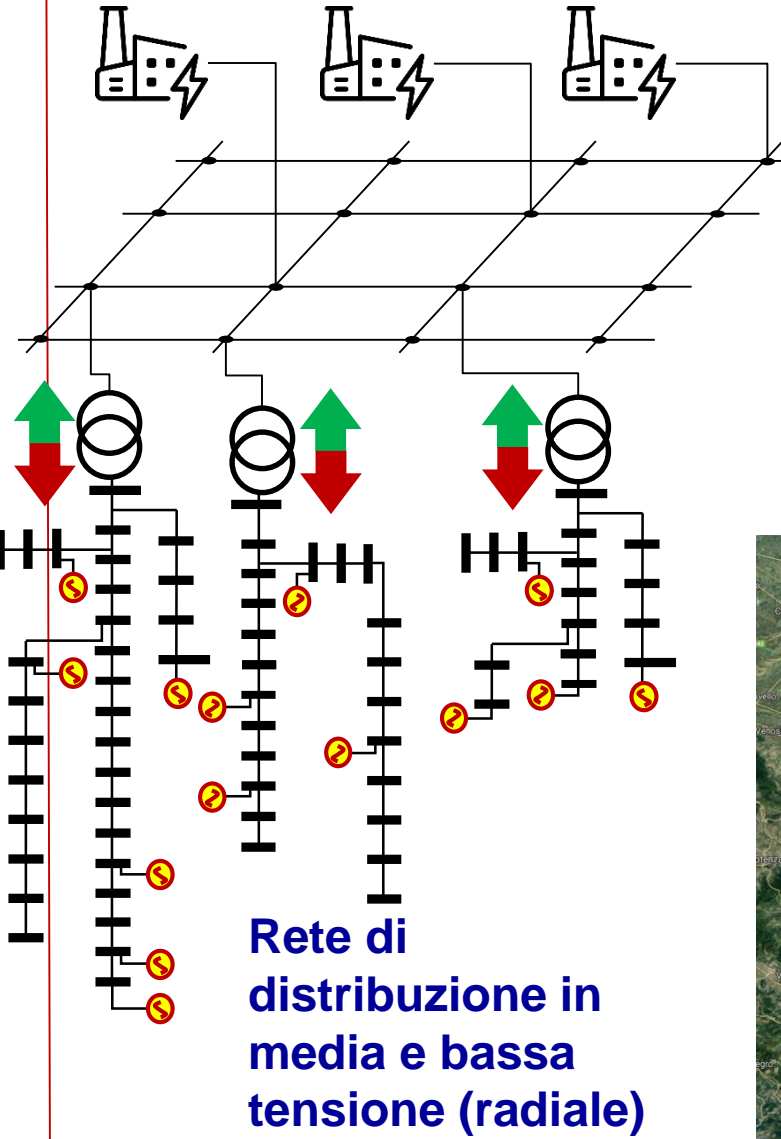 Rete di
distribuzione in
media e bassa
tensione (radiale)